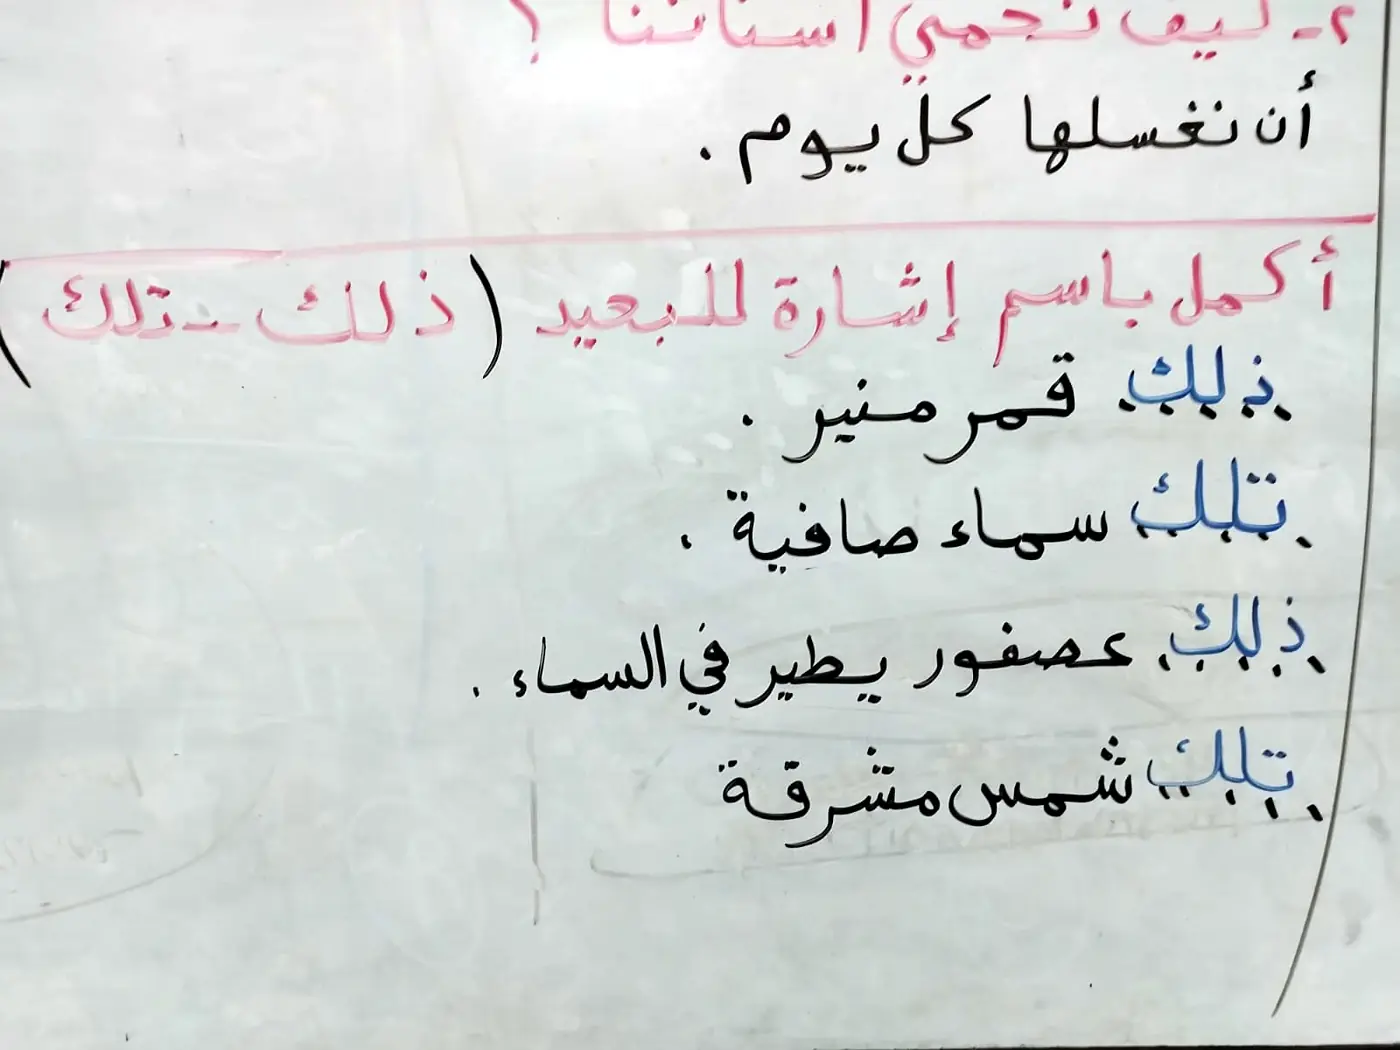 ٢- كيف نحمي أسناننا ؟
أن نغسلها كل يوم .
أكمل باسم إشارة للبعيد ( ذلك - تلك )
ذلك قمر منير .
تلك سماء صافية .
ذلك عصفور يطير في السماء .
تلك شمس مشرقة